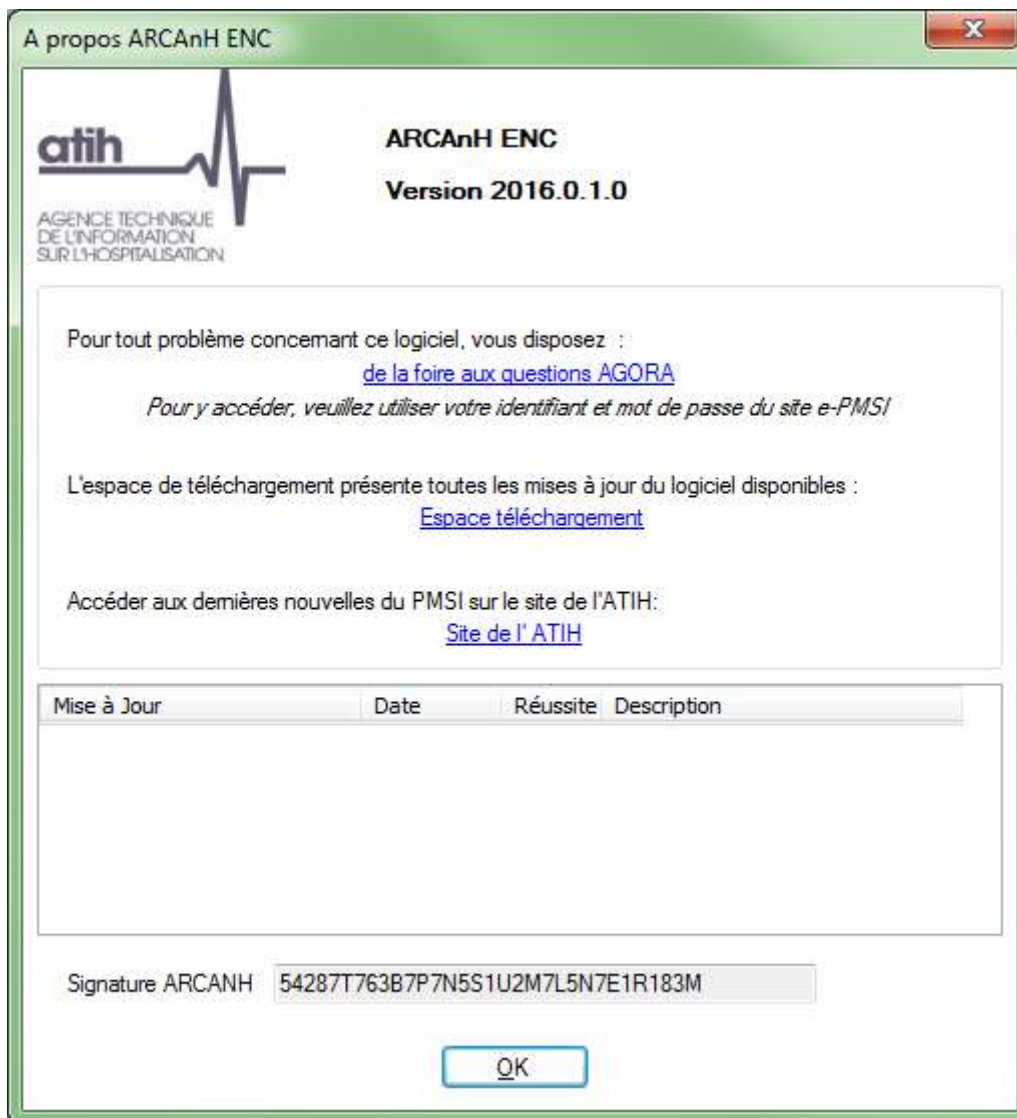 A propos ARCAnH ENC
atih
AGENCE TECHNIQUE
DE L'INFORMATION
SUR L'HOSPITALISATION
ARCAnH ENC
Version 2016.0.1.0
Pour tout problème concernant ce logiciel, vous disposez :
de la foire aux questions AGORA
Pour y accéder, veuillez utiliser votre identifiant et mot de passe du site e-PMSI
L'espace de téléchargement présente toutes les mises à jour du logiciel disponibles :
Espace téléchargement
Accéder aux dernières nouvelles du PMSI sur le site de l'ATIH:
Site de l' ATIH
Mise à Jour Date Réussite Description
Signature ARCANH 54287T763B7P7N5S1U2M7L5N7E1R183M
OK